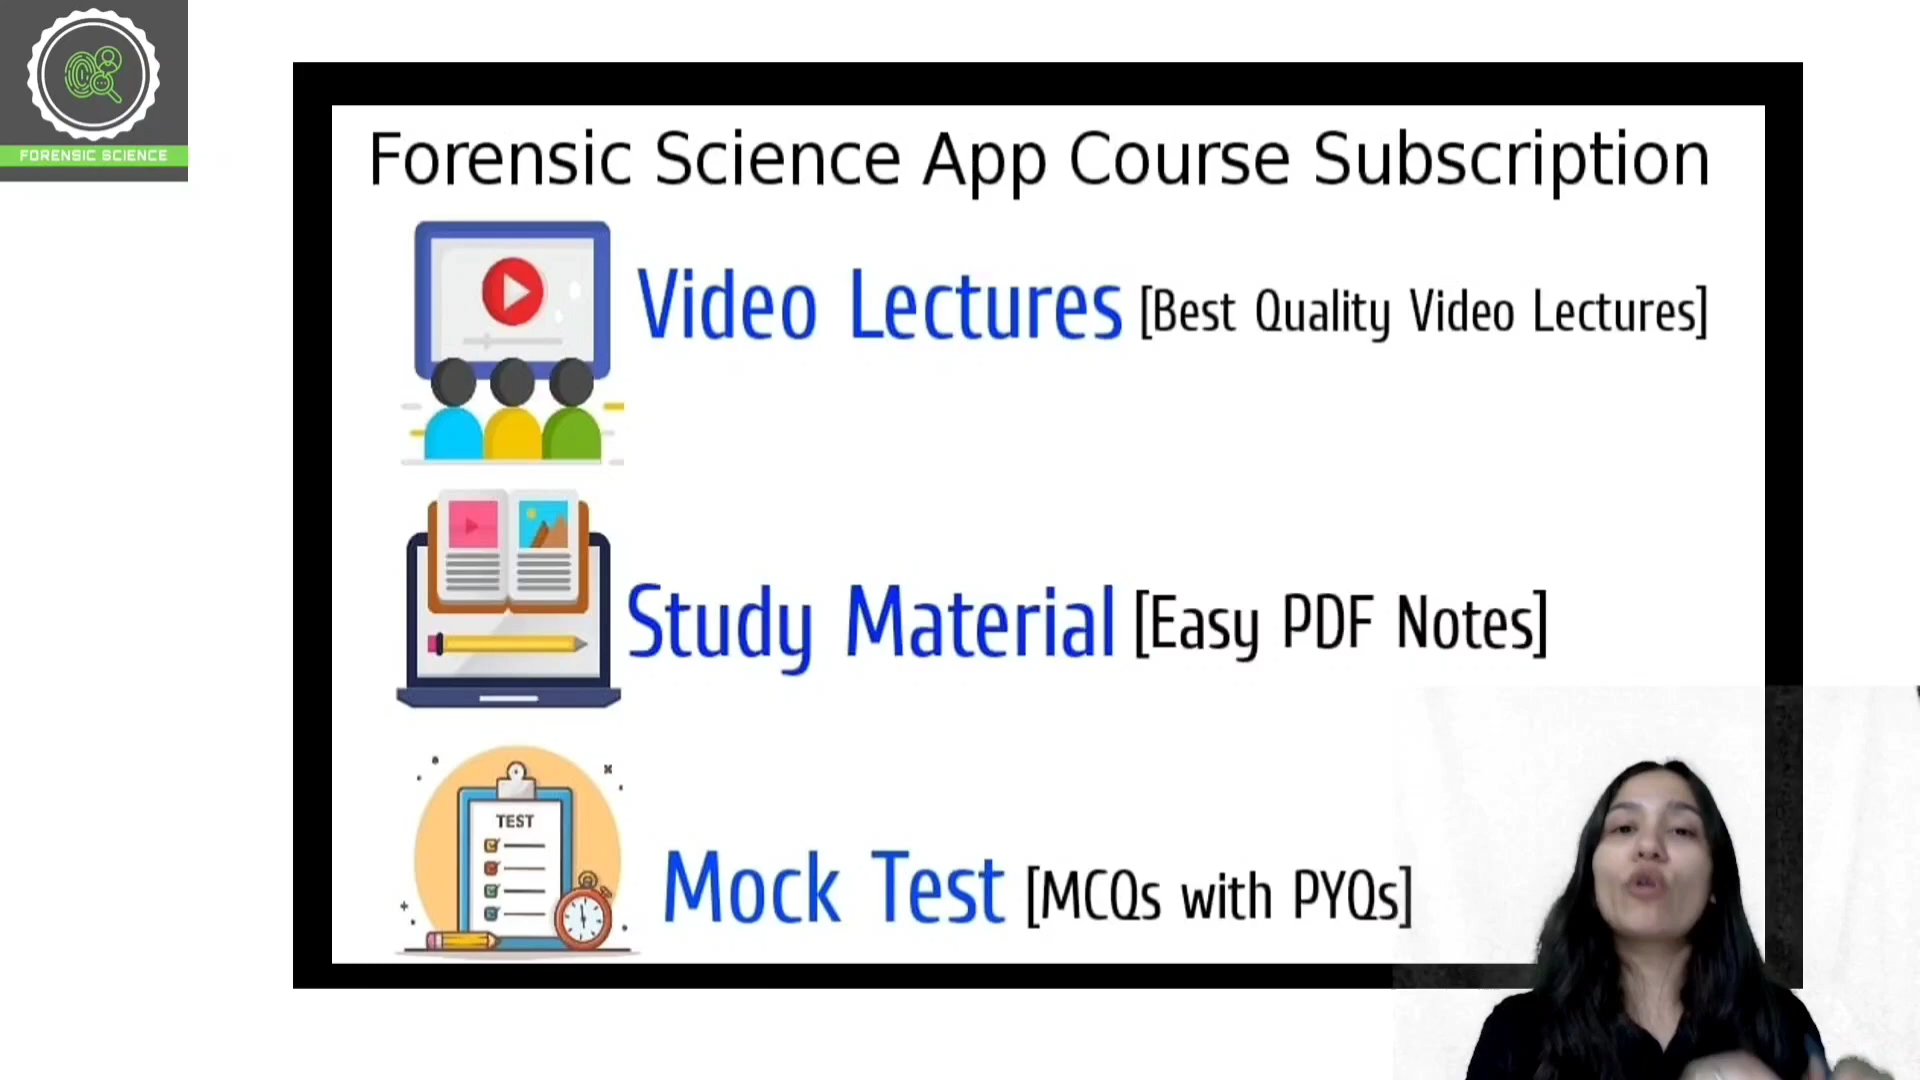 FORENSIC SCIENCE
Forensic Science App Course Subscription
Video Lectures [Best Quality Video Lectures]
Study Material [Easy PDF Notes]
TEST
Mock Test [MCQs with PYQs]